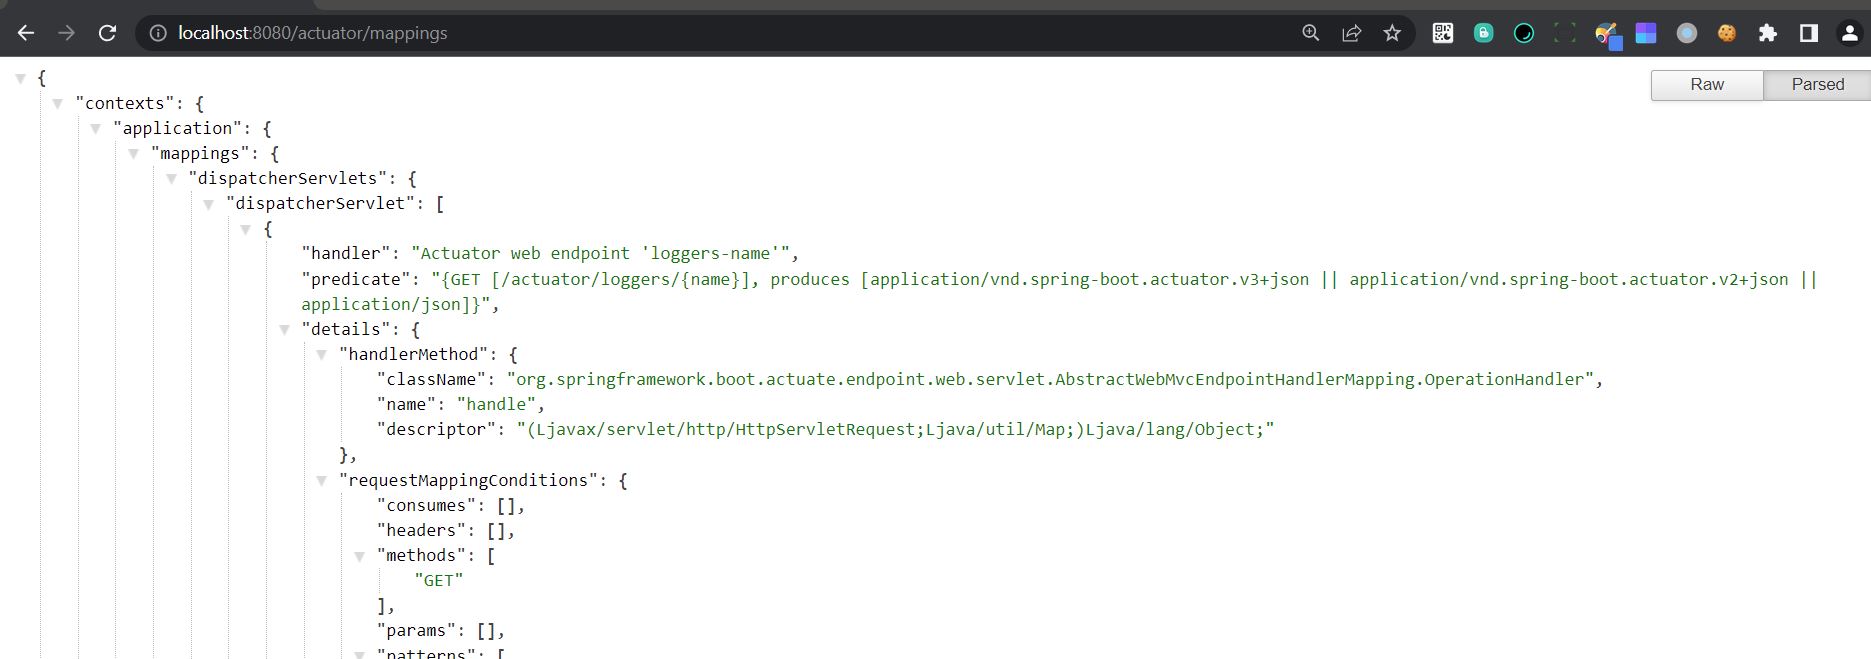 localhost:8080/actuator/mappings
Raw
Parsed
{
"contexts": {
"application": {
"mappings": {
"dispatcherServlets": {
"dispatcherServlet": [
{
"handler": "Actuator web endpoint 'loggers-name'",
"predicate": "{GET [/actuator/loggers/{name}], produces [application/vnd.spring-boot.actuator.v3+json || application/vnd.spring-boot.actuator.v2+json ||
application/json]}",
"details": {
"handlerMethod": {
"className": "org.springframework.boot.actuate.endpoint.web.servlet.AbstractWebMvcEndpointHandlerMapping.OperationHandler",
"name": "handle",
"descriptor": "(Ljavax/servlet/http/HttpServletRequest;Ljava/util/Map;)Ljava/lang/Object;"
},
"requestMappingConditions": {
"consumes": [],
"headers": [],
"methods": [
"GET"
],
"params": [],
"patterns": [